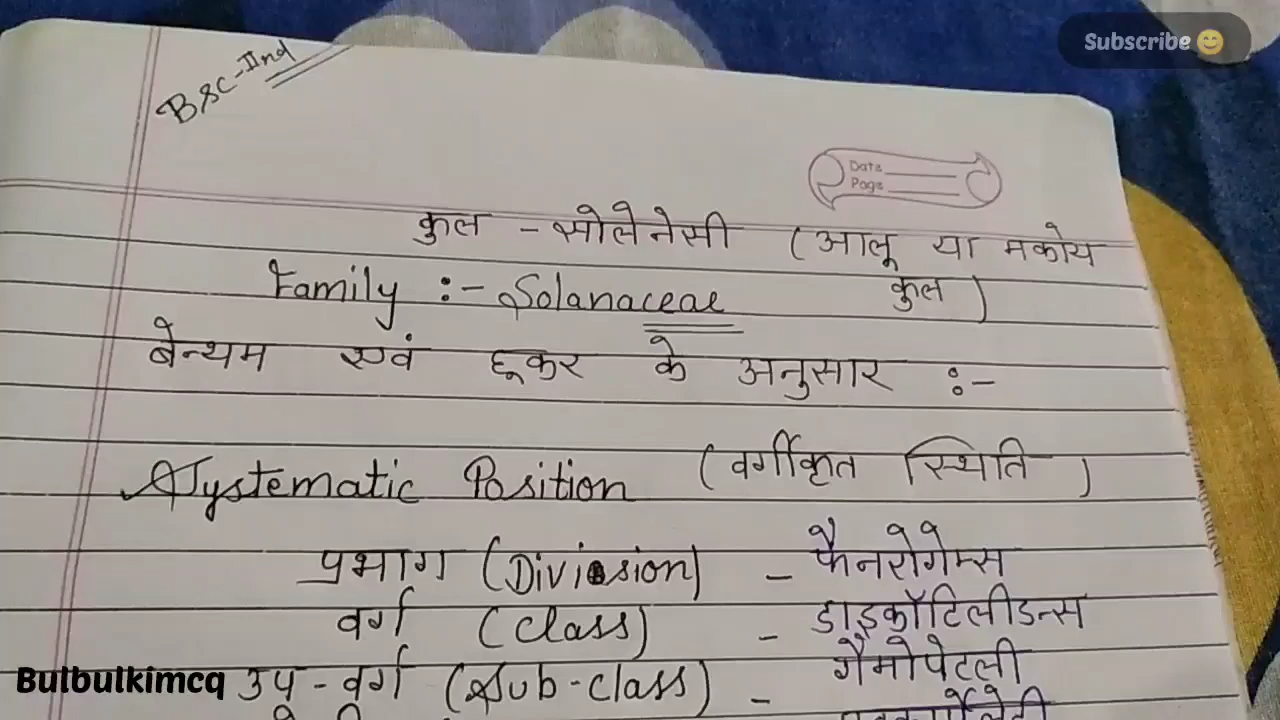 Subscribe 😊
BSC-IInd
Date
Page
कुल - सोलेनेसी (आलू या मकोय
Family :- Solanaceae कुल)
बेन्थम एवं हूकर के अनुसार :-
Systematic Position (वर्गीकृत स्थिति)
प्रभाग (Division) - फैनरोगेम्स
वर्ग (Class) - डाइकॉटिलीडन्स
उप-वर्ग (Sub-class) - गैमोपेटली
Bulbulkimcq